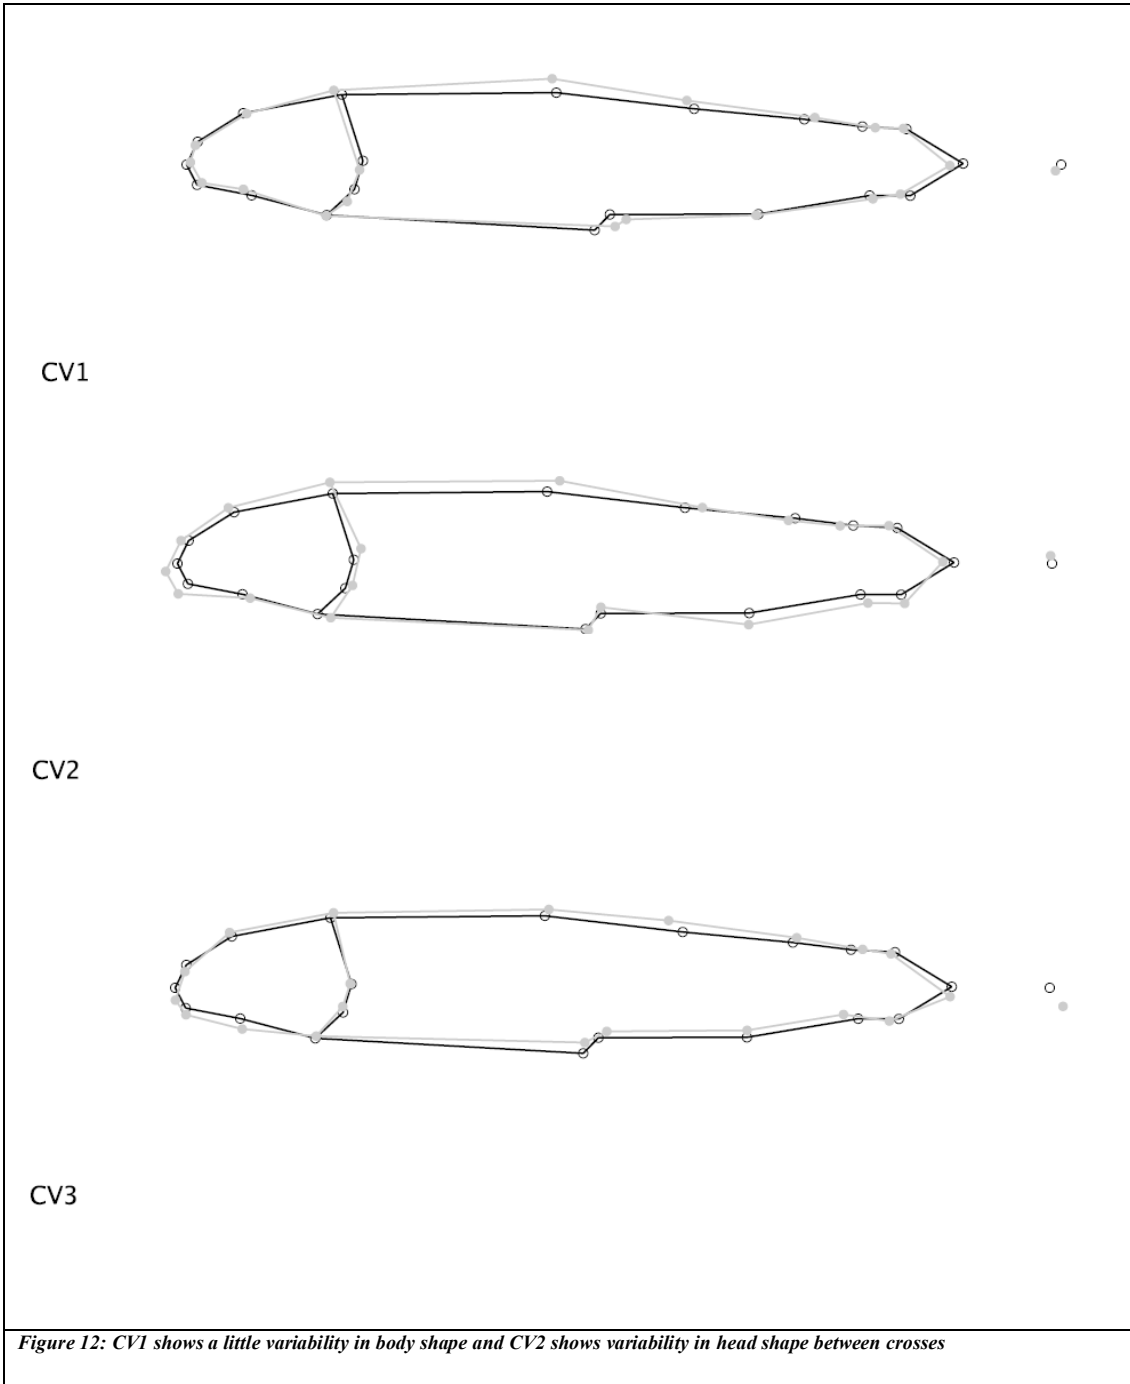 CV1
CV2
CV3
Figure 12: CV1 shows a little variability in body shape and CV2 shows variability in head shape between crosses